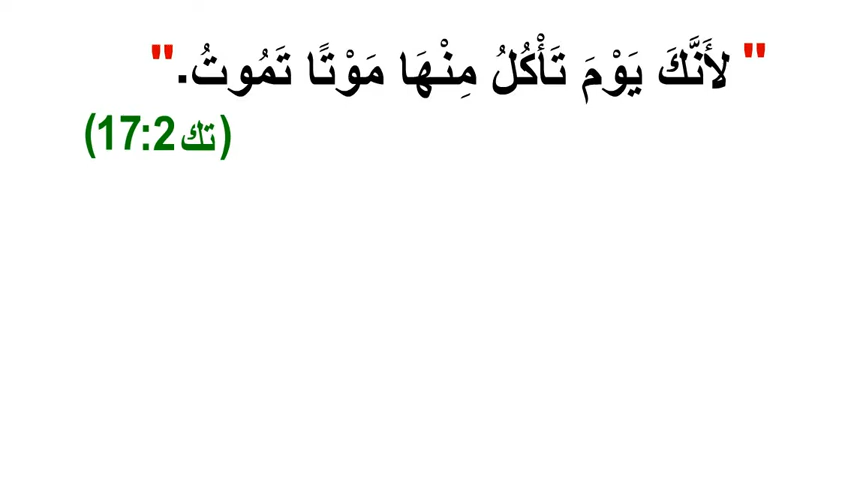 " لأَنَّكَ يَوْمَ تَأْكُلُ مِنْهَا مَوْتًا تَمُوتُ."
(تك 17:2)